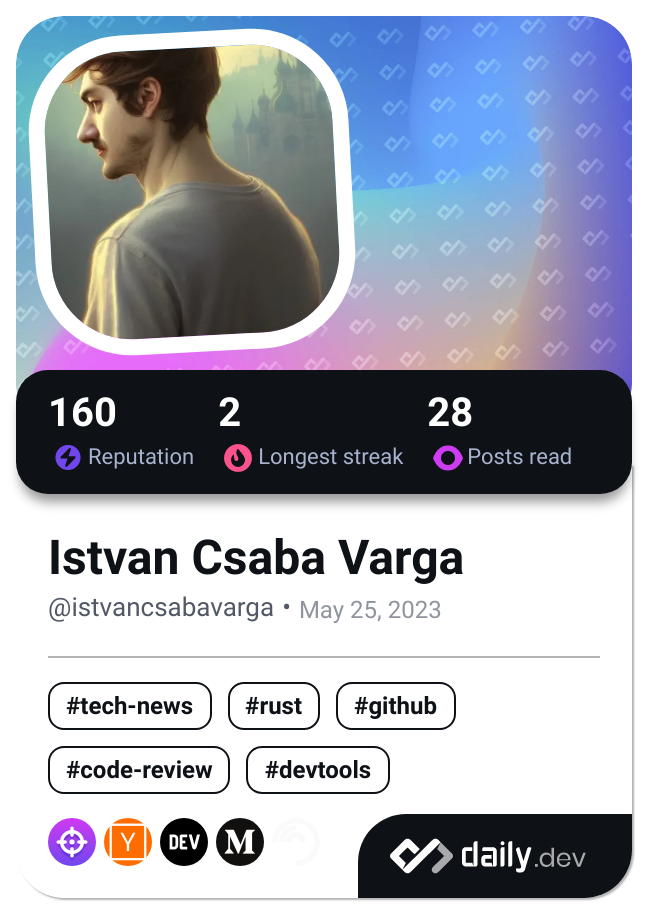 160 2 28
Reputation Longest streak Posts read
Istvan Csaba Varga
@istvancsabavarga • May 25, 2023
#tech-news #rust #github
#code-review #devtools
Y DEV M
daily.dev